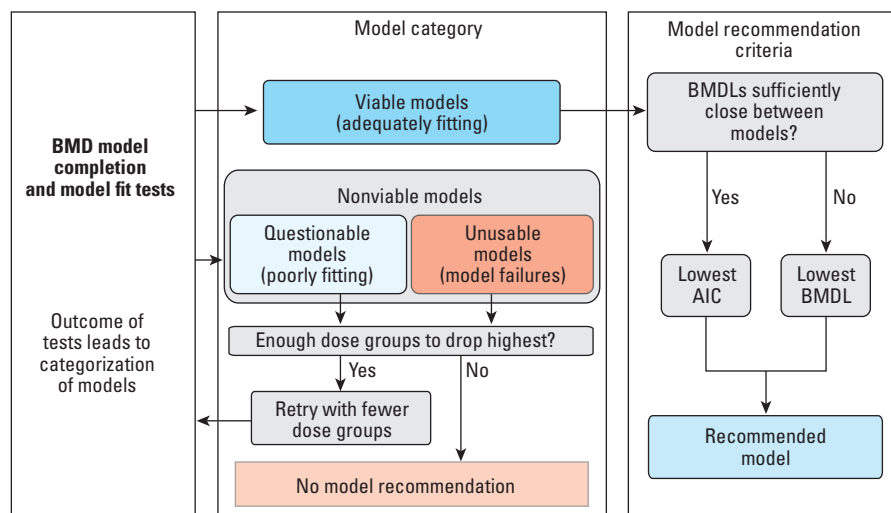 BMD model
completion
and model fit tests
Outcome of
tests leads to
categorization
of models
Model category
Viable models
(adequately fitting)
Nonviable models
Questionable
models
(poorly fitting)
Unusable
models
(model failures)
Enough dose groups to drop highest?
Yes
No
Retry with fewer
dose groups
No model recommendation
Model recommendation
criteria
BMDLs sufficiently
close between
models?
Yes
No
Lowest
AIC
Lowest
BMDL
Recommended
model